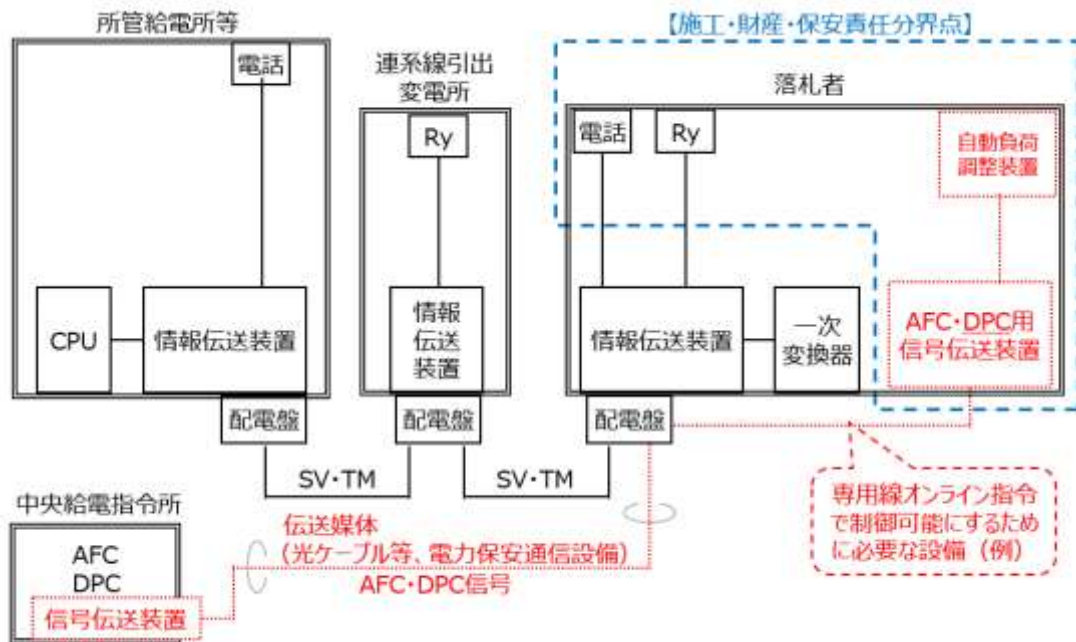 所管給電所等
電話
CPU
情報伝送装置
配電盤
連系線引出
変電所
Ry
情報
伝送
装置
配電盤
【施工・財産・保安責任分界点】
落札者
電話
Ry
自動負荷
調整装置
情報伝送装置
一次
変換器
AFC・DPC用
信号伝送装置
配電盤
SV・TM
SV・TM
中央給電指令所
AFC
DPC
信号伝送装置
伝送媒体
(光ケーブル等、電力保安通信設備)
AFC・DPC信号
専用線オンライン指令
で制御可能にするため
に必要な設備（例）